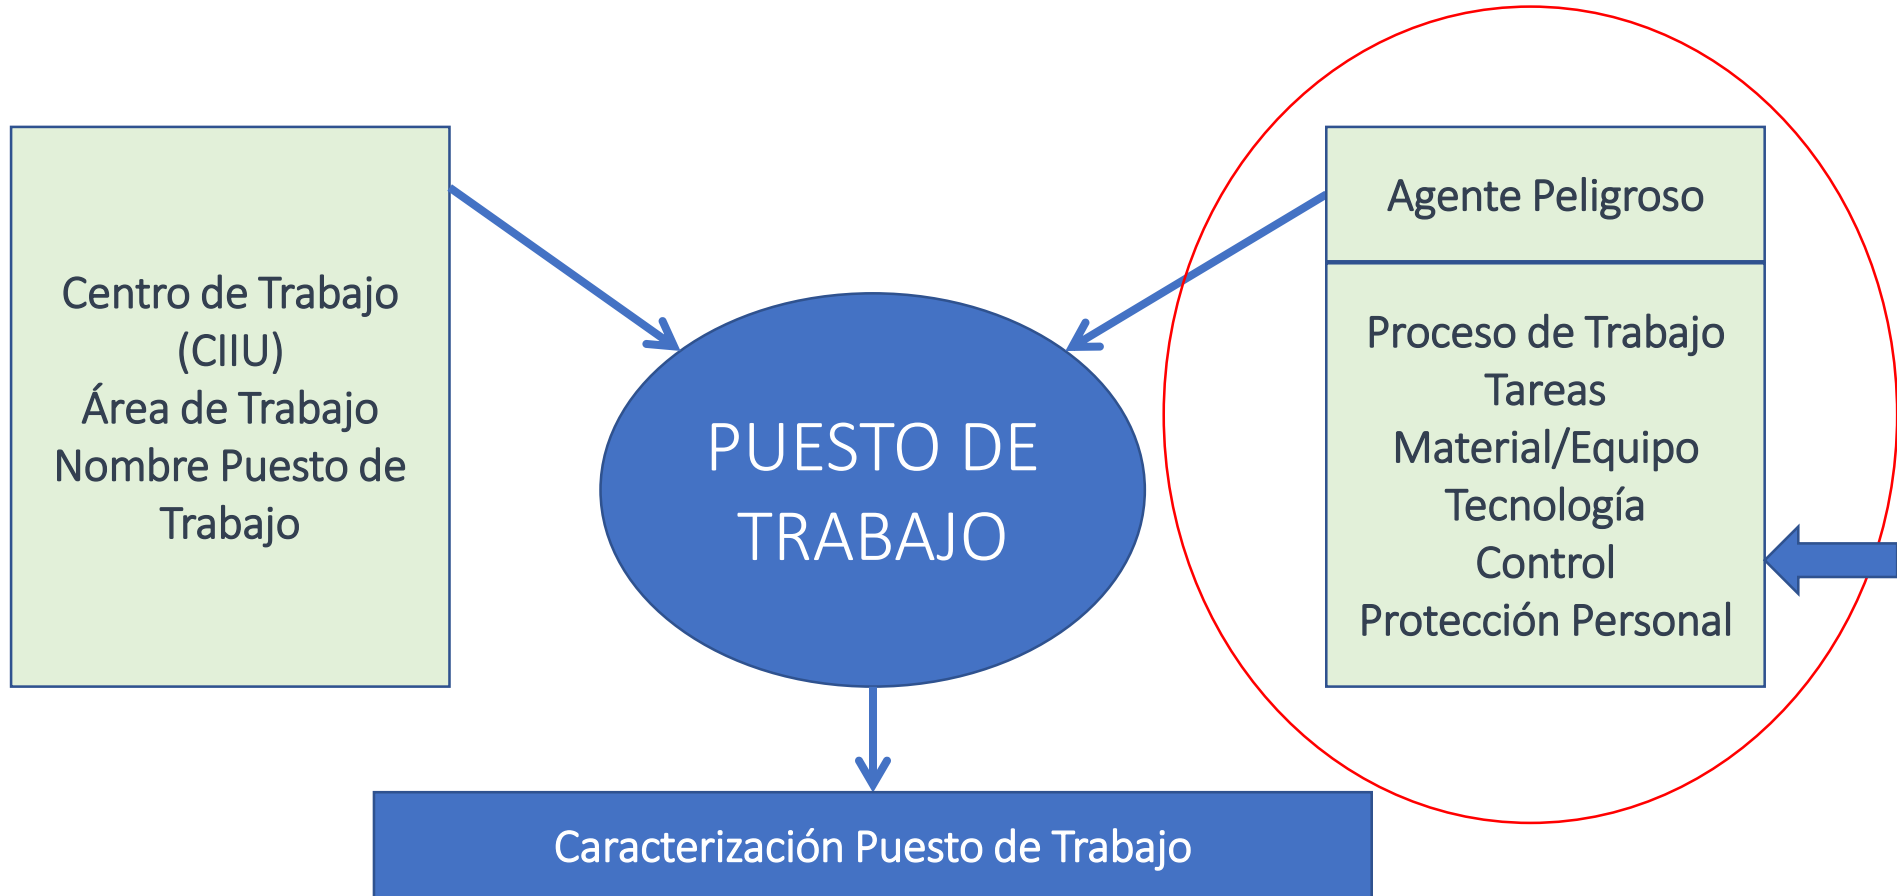 Centro de Trabajo
(CIIU)
Área de Trabajo
Nombre Puesto de
Trabajo
PUESTO DE
TRABAJO
Agente Peligroso
Proceso de Trabajo
Tareas
Material/Equipo
Tecnología
Control
Protección Personal
Caracterización Puesto de Trabajo